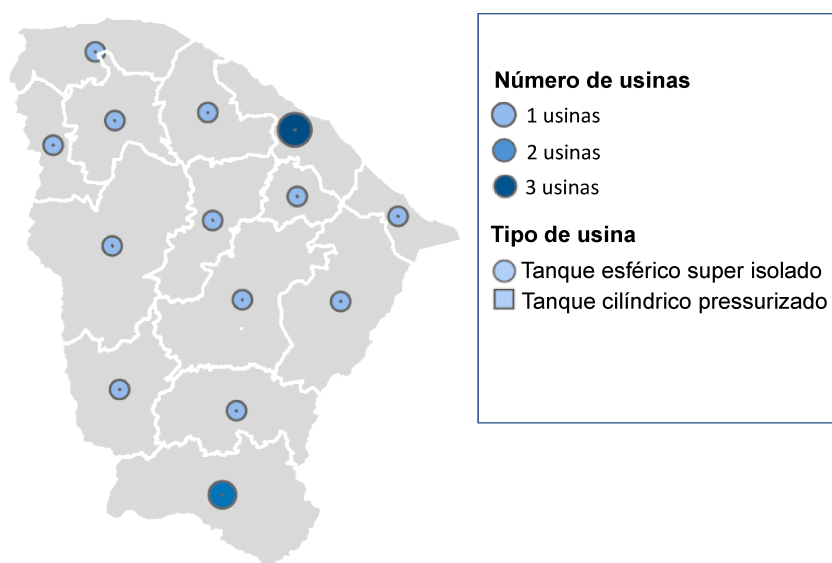 Número de usinas
1 usinas
2 usinas
3 usinas
Tipo de usina
Tanque esférico super isolado
Tanque cilíndrico pressurizado